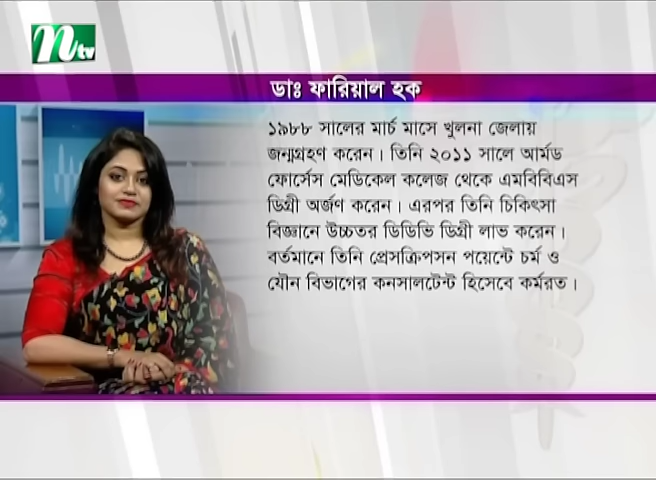 ntv
ডাঃ ফারিয়াল হক
১৯৮৮ সালের মার্চ মাসে খুলনা জেলায়
জন্মগ্রহণ করেন। তিনি ২০১১ সালে আর্মড
ফোর্সেস মেডিকেল কলেজ থেকে এমবিবিএস
ডিগ্রী অর্জণ করেন। এরপর তিনি চিকিৎসা
বিজ্ঞানে উচ্চতর ডিডিভি ডিগ্রী লাভ করেন।
বর্তমানে তিনি প্রেসক্রিপসন পয়েন্টে চর্ম ও
যৌন বিভাগের কনসালটেন্ট হিসেবে কর্মরত।